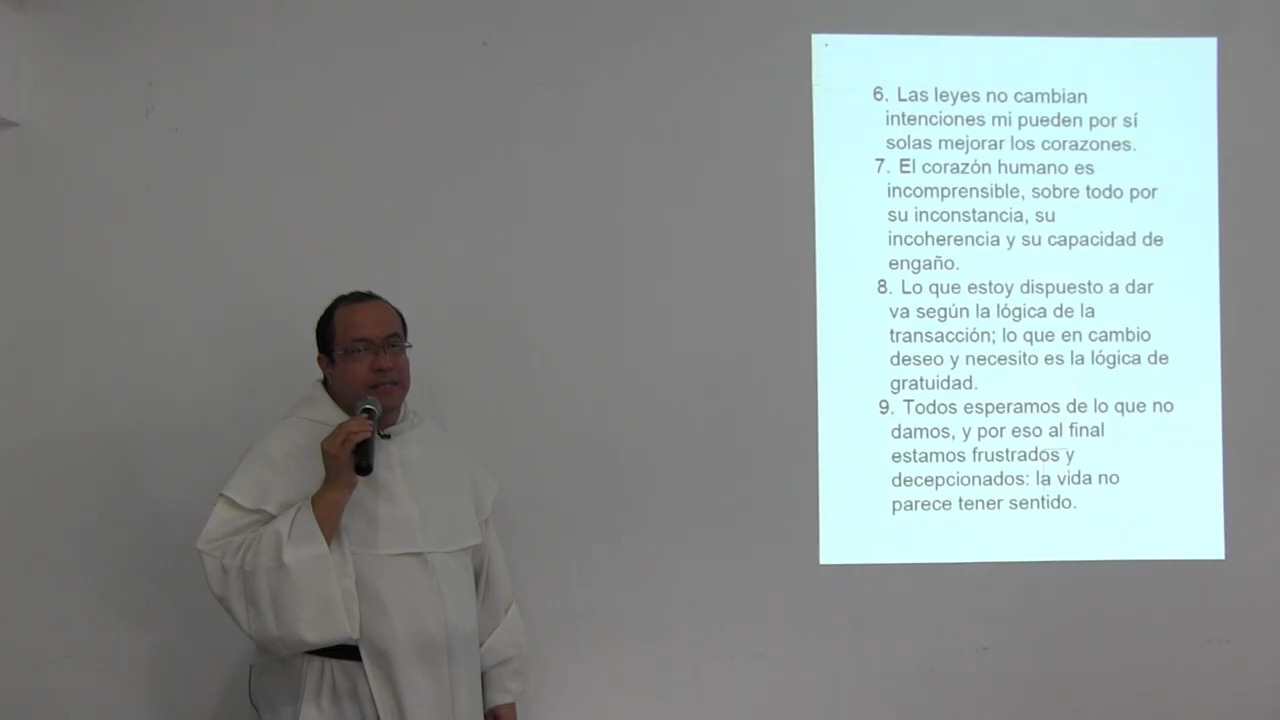 6. Las leyes no cambian
intenciones mi pueden por sí
solas mejorar los corazones.
7. El corazón humano es
incomprensible, sobre todo por
su inconstancia, su
incoherencia y su capacidad de
engaño.
8. Lo que estoy dispuesto a dar
va según la lógica de la
transacción; lo que en cambio
deseo y necesito es la lógica de
gratuidad.
9. Todos esperamos de lo que no
damos, y por eso al final
estamos frustrados y
decepcionados: la vida no
parece tener sentido.